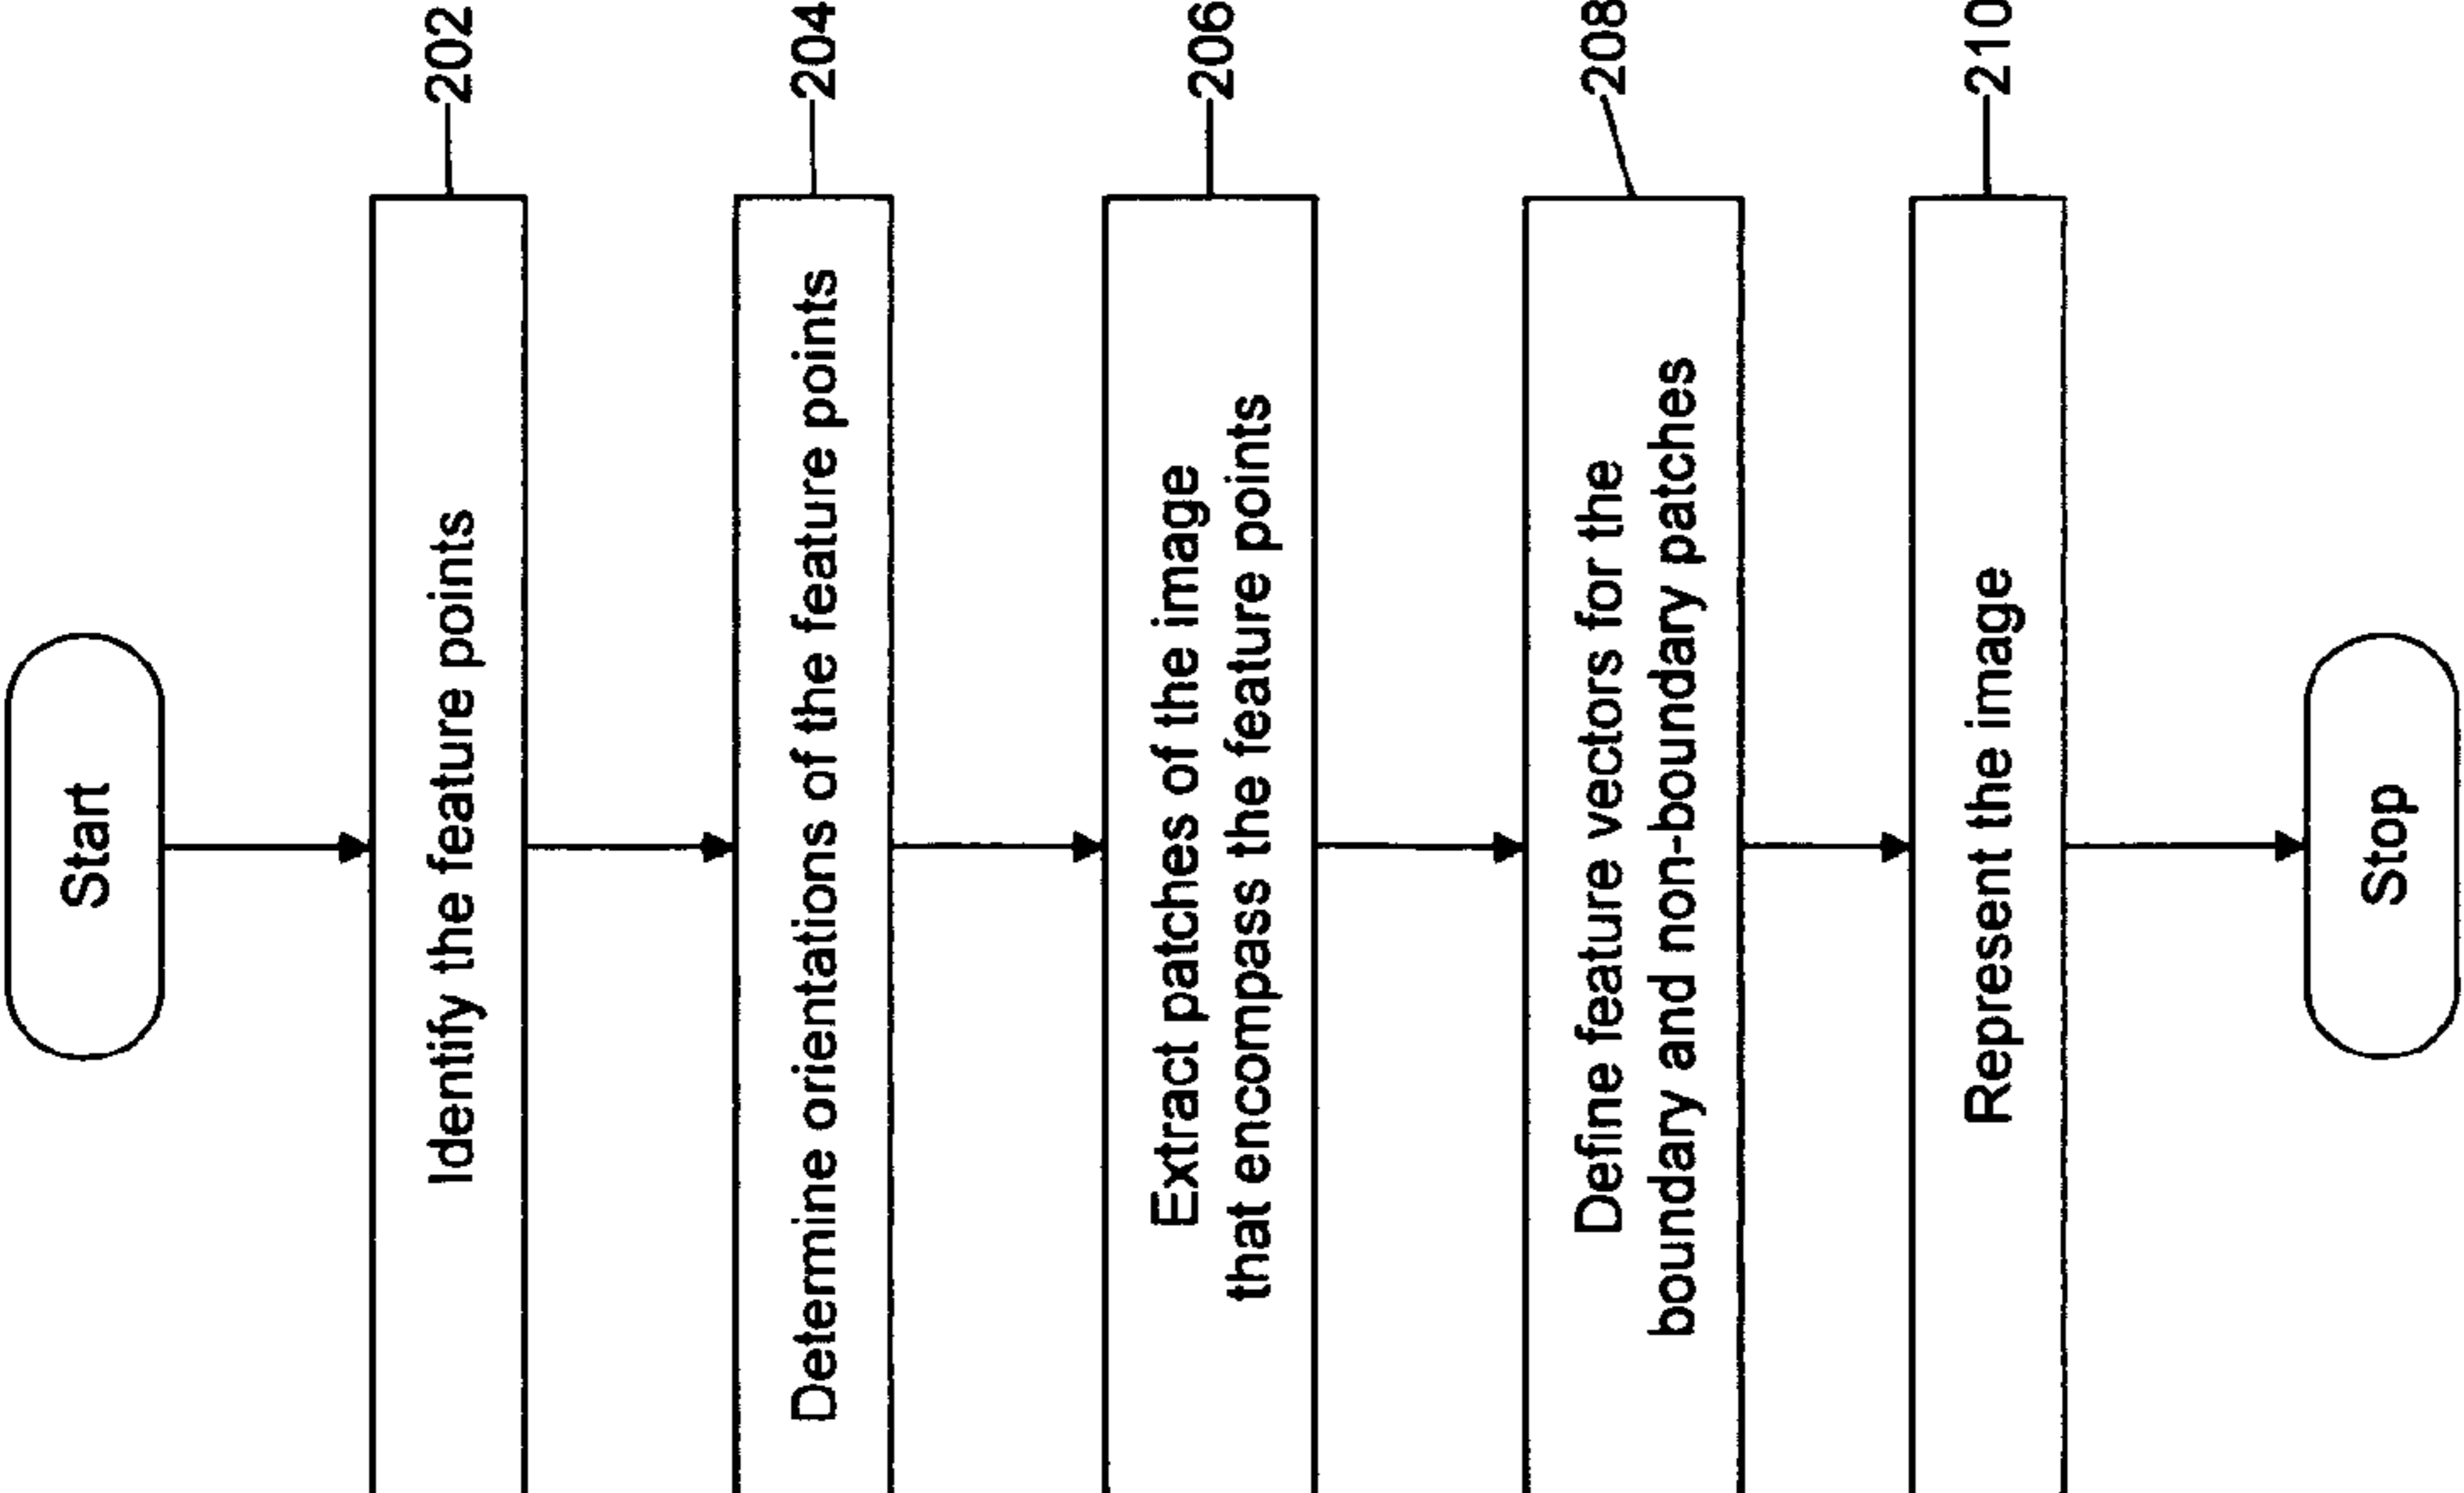 Start
Identify the feature points
202
Determine orientations of the feature points
204
Extract patches of the image
that encompass the feature points
206
Define feature vectors for the
boundary and non-boundary patches
208
Represent the image
210
Stop